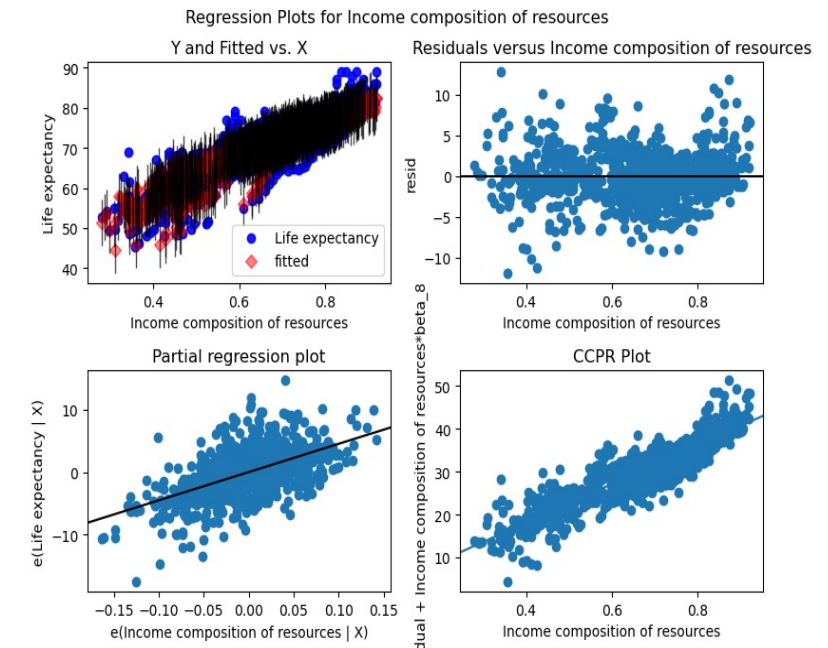 Regression Plots for Income composition of resources
Y and Fitted vs. X
90
80
70
60
50
40
Life expectancy
Life expectancy
fitted
0.4 0.6 0.8
Income composition of resources
Residuals versus Income composition of resources
10
5
0
−5
−10
resid
0.4 0.6 0.8
Income composition of resources
Partial regression plot
10
0
−10
e(Life expectancy | X)
−0.15 −0.10 −0.05 0.00 0.05 0.10 0.15
e(Income composition of resources | X)
CCPR Plot
50
40
30
20
10
dual + Income composition of resources*beta_8
0.4 0.6 0.8
Income composition of resources